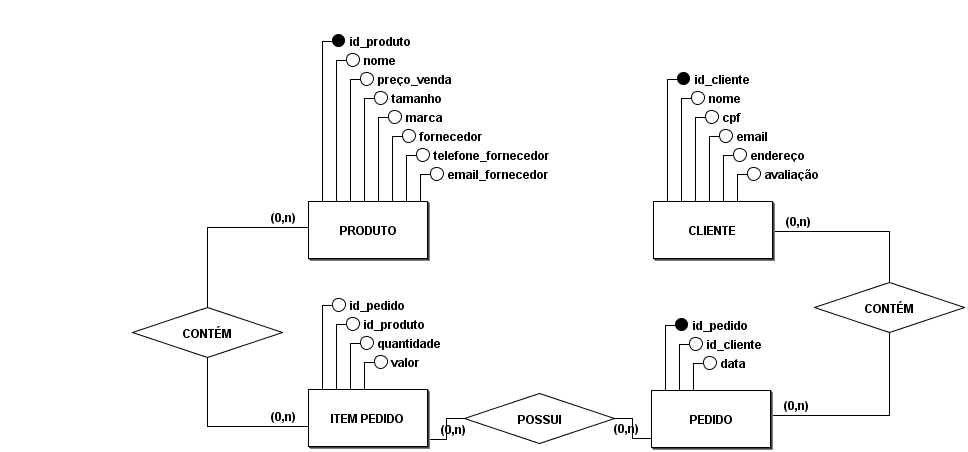 id_produto
nome
preço_venda
tamanho
marca
fornecedor
telefone_fornecedor
email_fornecedor
(0,n)
PRODUTO
id_cliente
nome
cpf
email
endereço
avaliação
CLIENTE
(0,n)
CONTÉM
CONTÉM
id_pedido
id_produto
quantidade
valor
(0,n)
ITEM PEDIDO
(0,n)
POSSUI
(0,n)
id_pedido
id_cliente
data
PEDIDO
(0,n)